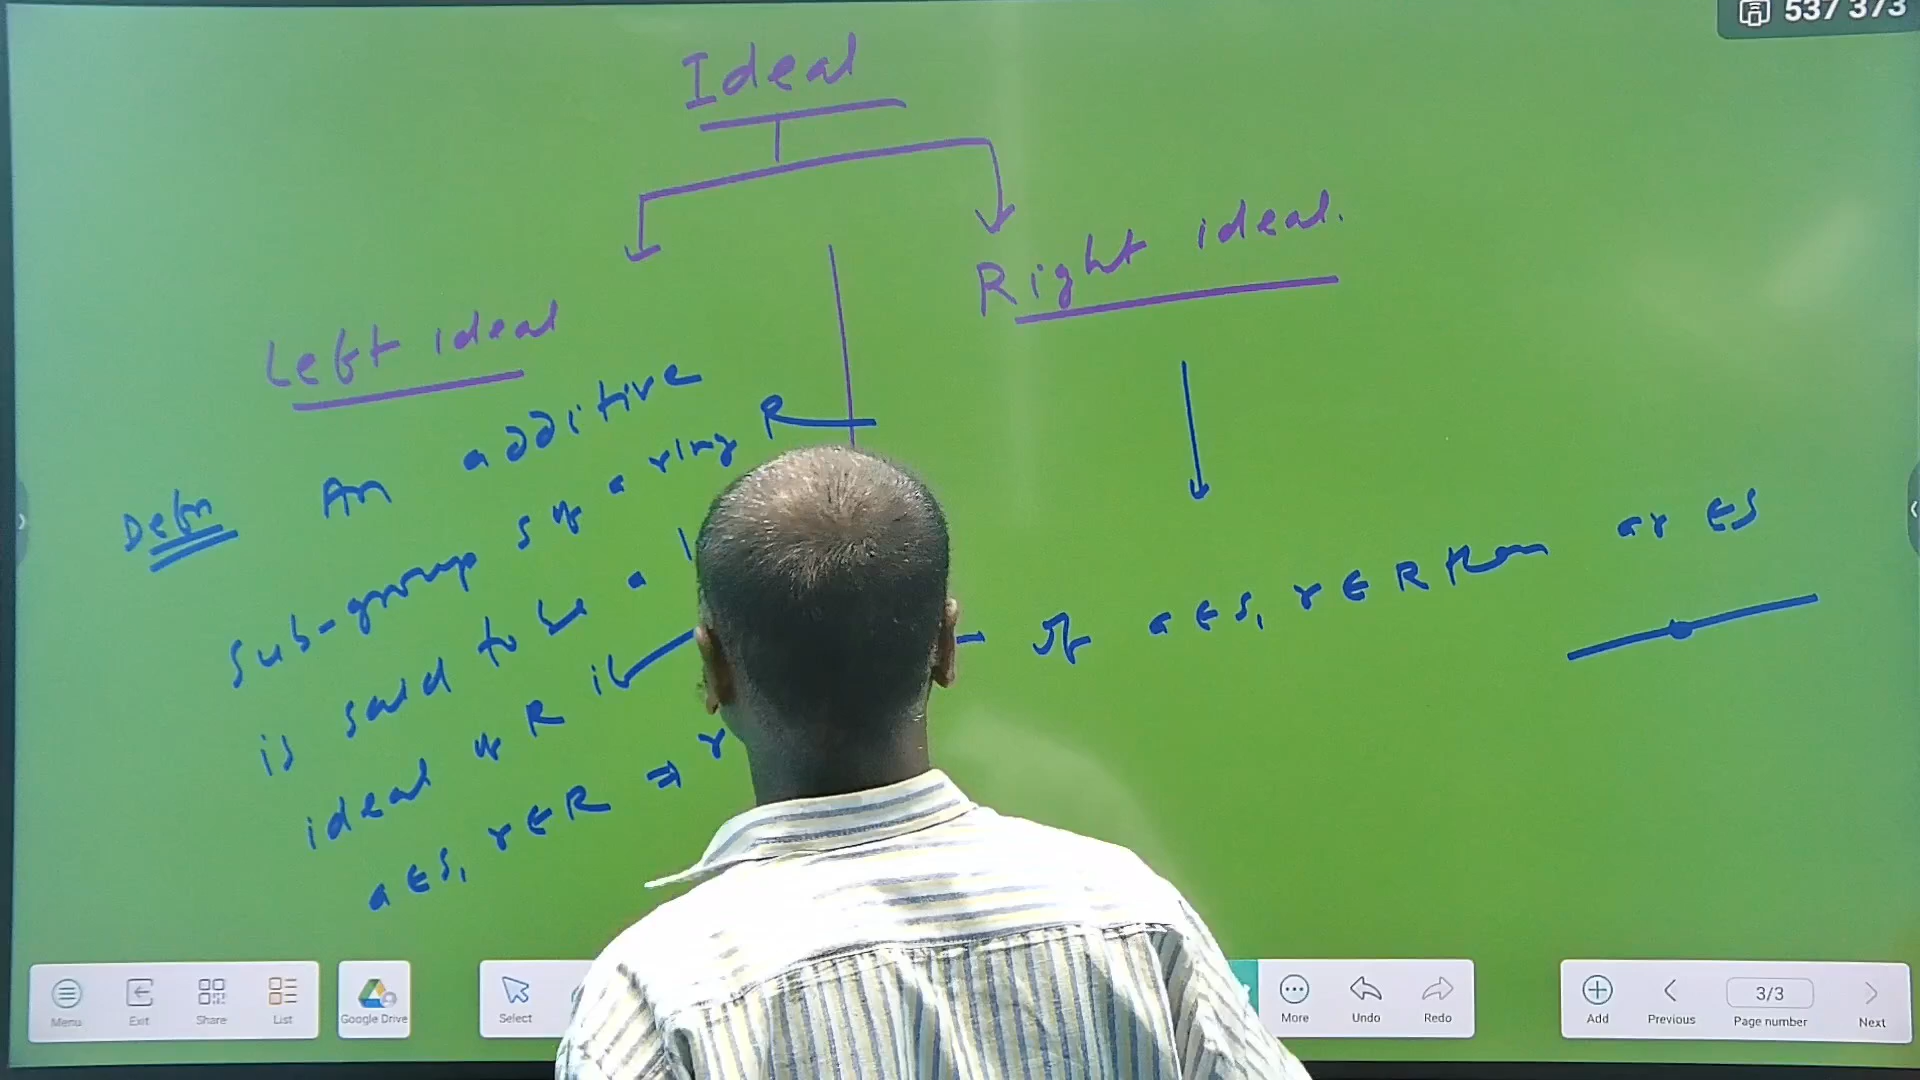 537 373
Ideal
Left ideal
Right ideal.
Defn An additive
sub-group S of a ring R
is said to be a
ideal of R if
a ∈ S, r ∈ R ⇒ r
If a ∈ S, r ∈ R then ar ∈ S
Menu
Exit
Share
List
Google Drive
Select
More
Undo
Redo
Add
Previous
3/3
Page number
Next